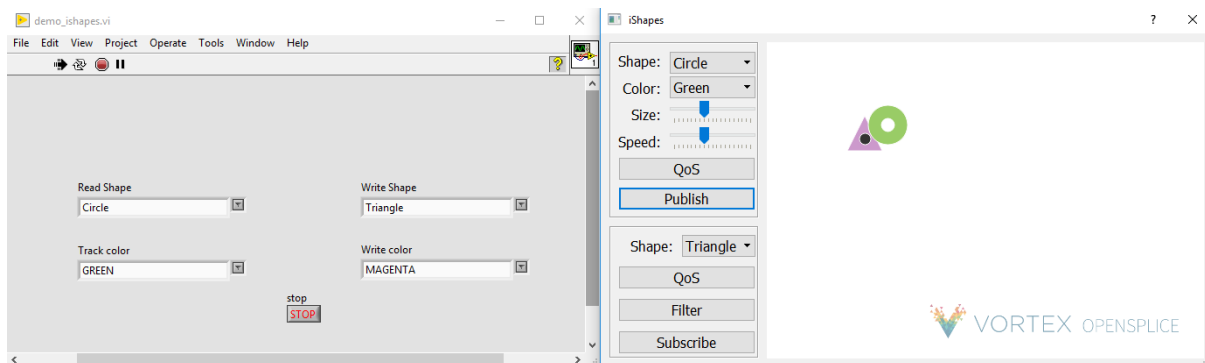 demo_ishapes.vi
File Edit View Project Operate Tools Window Help
1
Read Shape
Circle
Write Shape
Triangle
Track color
GREEN
Write color
MAGENTA
stop
STOP
iShapes
Shape: Circle
Color: Green
Size:
Speed:
QoS
Publish
Shape: Triangle
QoS
Filter
Subscribe
VORTEX OPENSPLICE